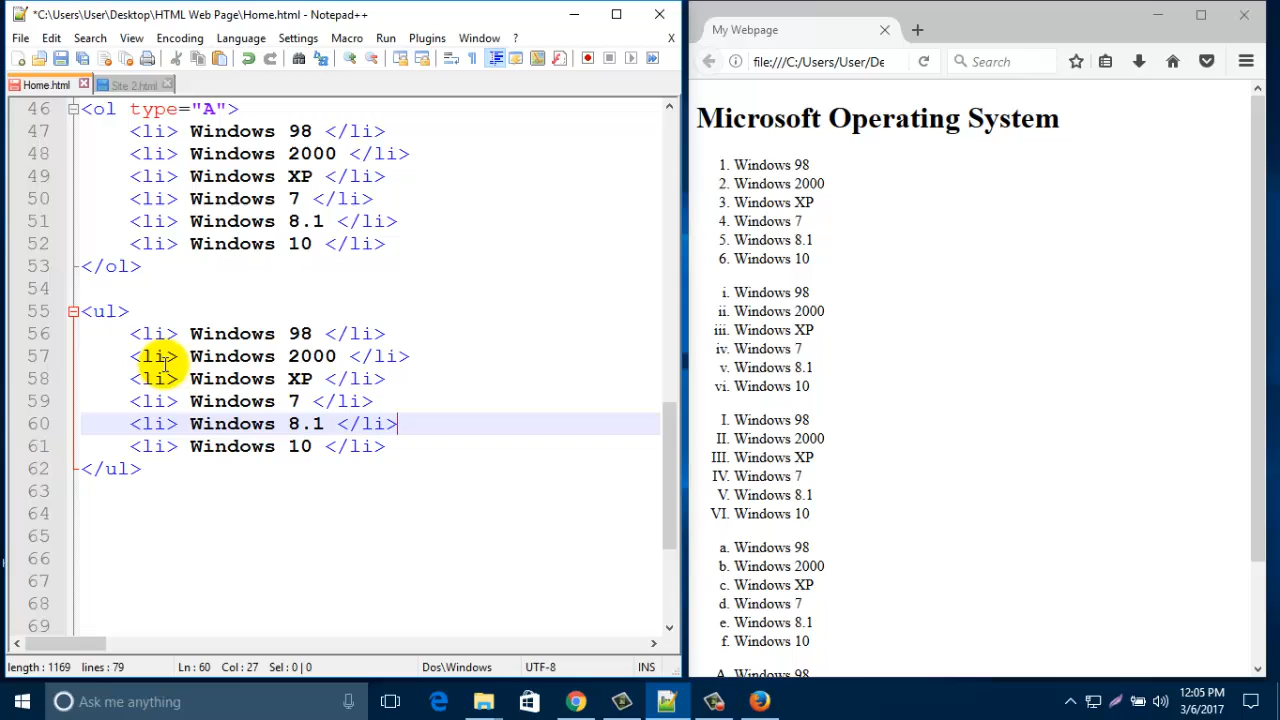 *C:\Users\User\Desktop\HTML Web Page\Home.html - Notepad++
File Edit Search View Encoding Language Settings Macro Run Plugins Window ? X
Home.html Site 2.html
46 <ol type="A">
47 <li> Windows 98 </li>
48 <li> Windows 2000 </li>
49 <li> Windows XP </li>
50 <li> Windows 7 </li>
51 <li> Windows 8.1 </li>
52 <li> Windows 10 </li>
53 </ol>
54
55 <ul>
56 <li> Windows 98 </li>
57 <li> Windows 2000 </li>
58 <li> Windows XP </li>
59 <li> Windows 7 </li>
60 <li> Windows 8.1 </li>
61 <li> Windows 10 </li>
62 </ul>
63
64
65
66
67
68
69
length : 1169 lines : 79 Ln : 60 Col : 27 Sel : 0 | 0 Dos\Windows UTF-8 INS
My Webpage
file:///C:/Users/User/De Search
Microsoft Operating System
1. Windows 98
2. Windows 2000
3. Windows XP
4. Windows 7
5. Windows 8.1
6. Windows 10
i. Windows 98
ii. Windows 2000
iii. Windows XP
iv. Windows 7
v. Windows 8.1
vi. Windows 10
I. Windows 98
II. Windows 2000
III. Windows XP
IV. Windows 7
V. Windows 8.1
VI. Windows 10
a. Windows 98
b. Windows 2000
c. Windows XP
d. Windows 7
e. Windows 8.1
f. Windows 10
A. Windows 98
Ask me anything
12:05 PM
3/6/2017